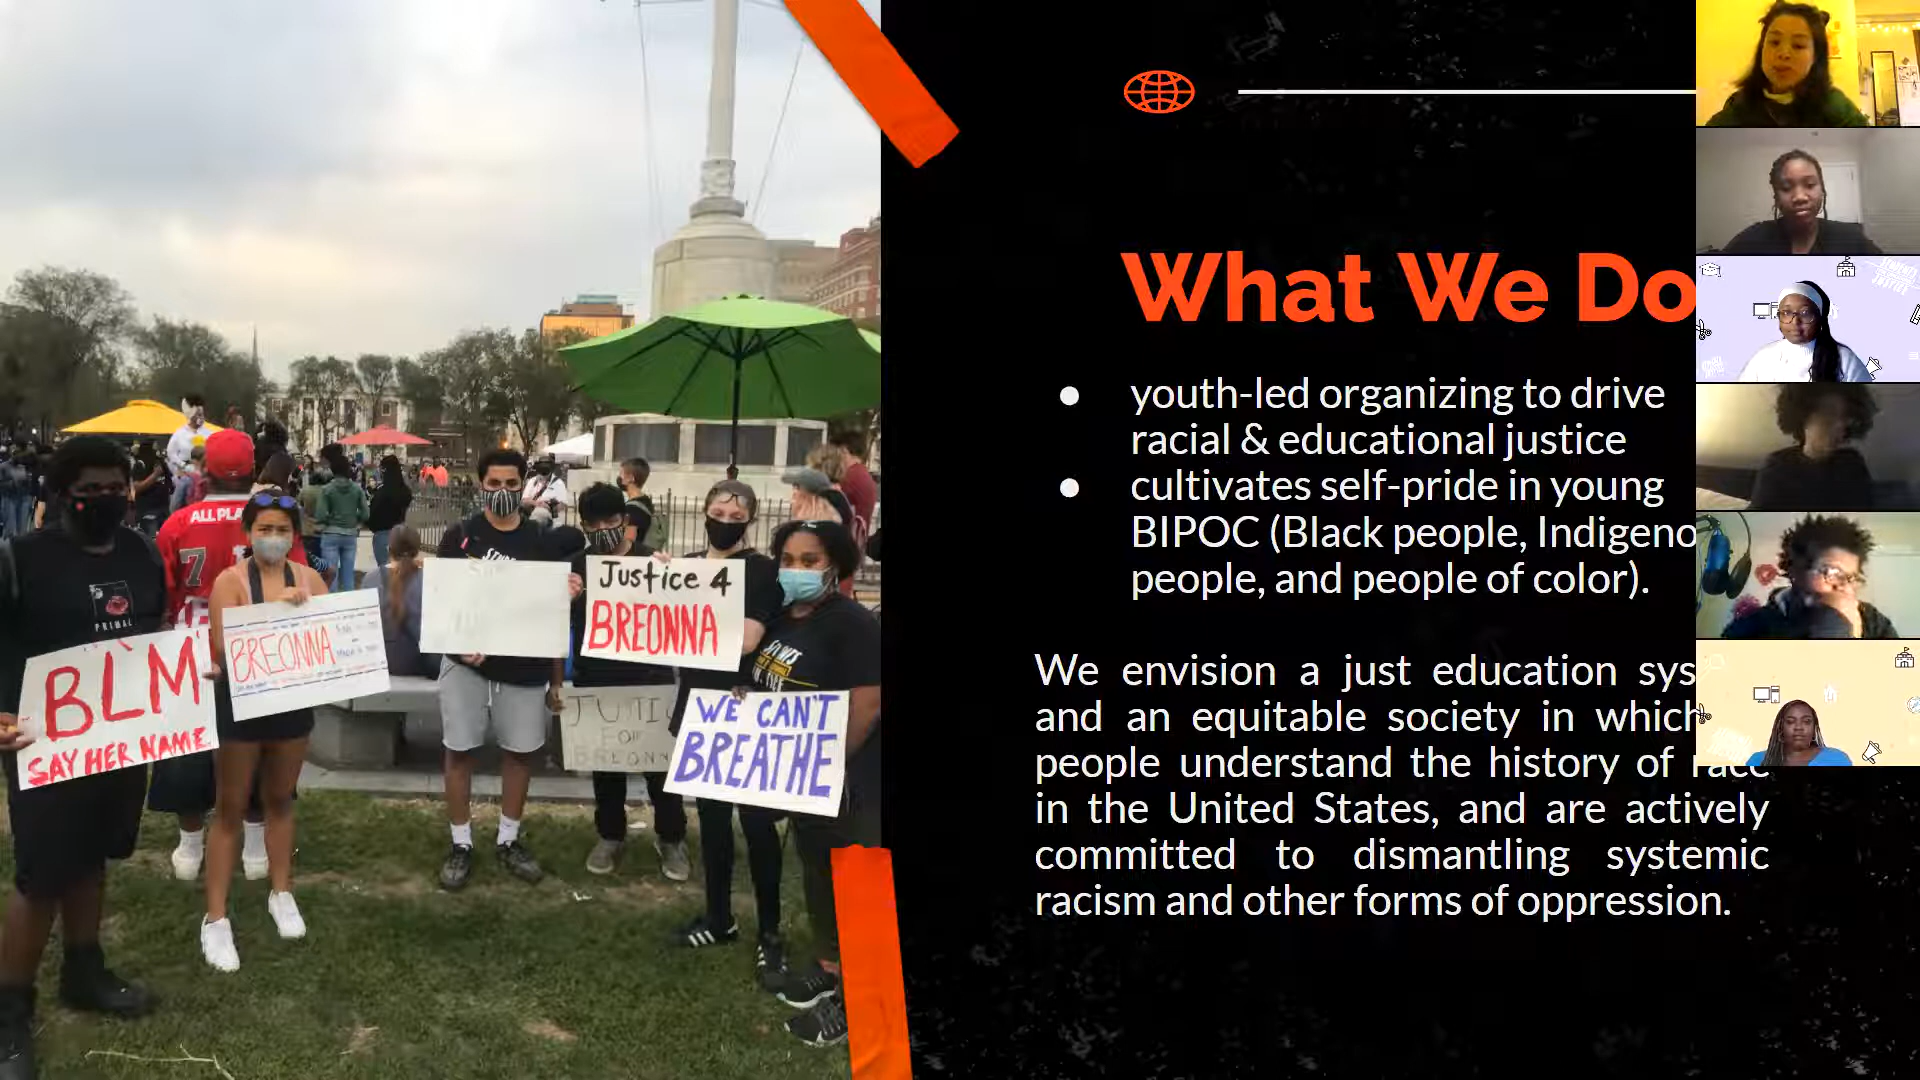 What We Do
youth-led organizing to drive
racial & educational justice
cultivates self-pride in young
BIPOC (Black people, Indigeno
people, and people of color).
We envision a just education sys
and an equitable society in which
people understand the history of race
in the United States, and are actively
committed to dismantling systemic
racism and other forms of oppression.
ALL PLA
7
PRIMAL
BLM
SAY HER NAME
BREONNA
Justice 4
BREONNA
FOR
BREONN
WE CAN'T
BREATHE